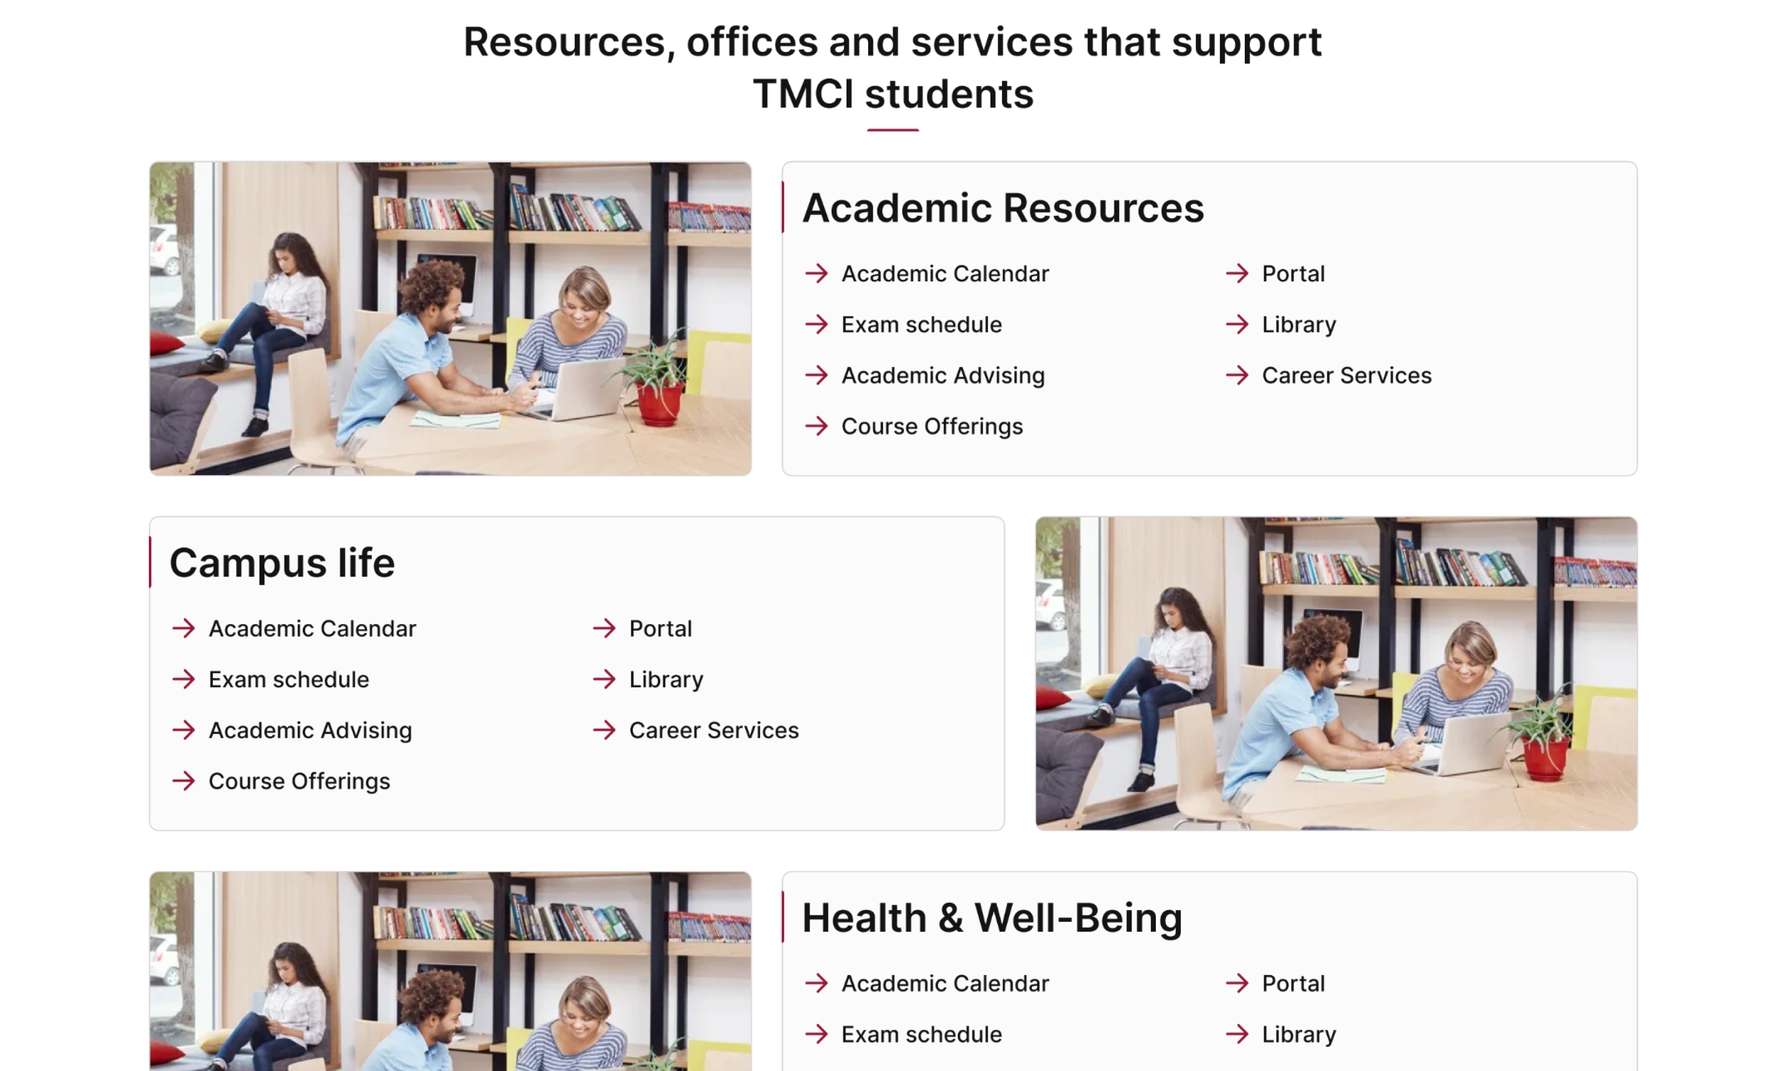 Resources, offices and services that support
TMCI students
Academic Resources
Academic Calendar
Exam schedule
Academic Advising
Course Offerings
Portal
Library
Career Services
Campus life
Academic Calendar
Exam schedule
Academic Advising
Course Offerings
Portal
Library
Career Services
Health & Well-Being
Academic Calendar
Exam schedule
Portal
Library